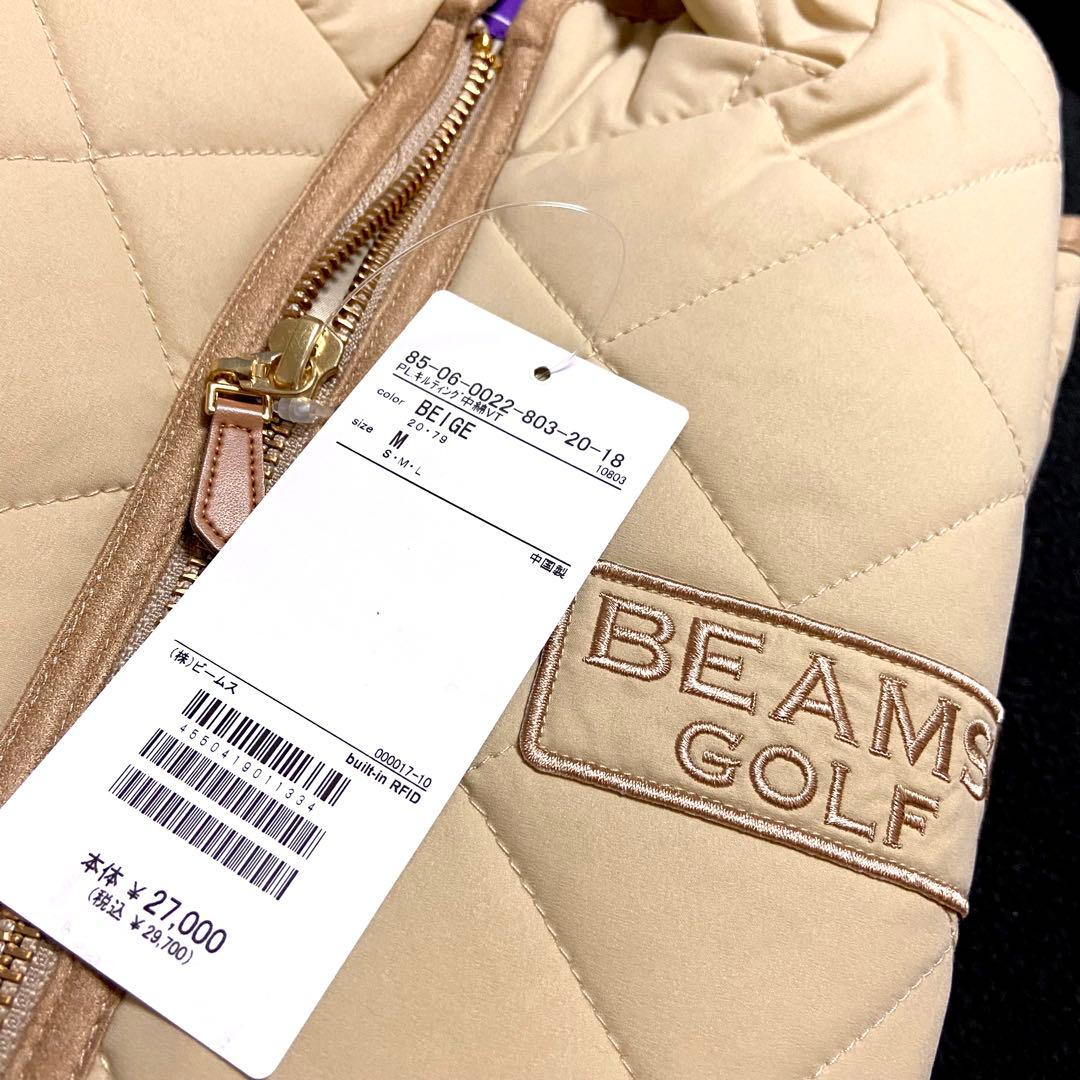 85-06-0022-803-20-18
PL.キルティング中綿VT
10803
color BEIGE
20・79
size M
S・M・L
中国製
(株)ビームス
000017-10
4550419011334
built-in RFID
本体 ¥ 27,000
(税込 ¥ 29,700)
BEAMS
GOLF